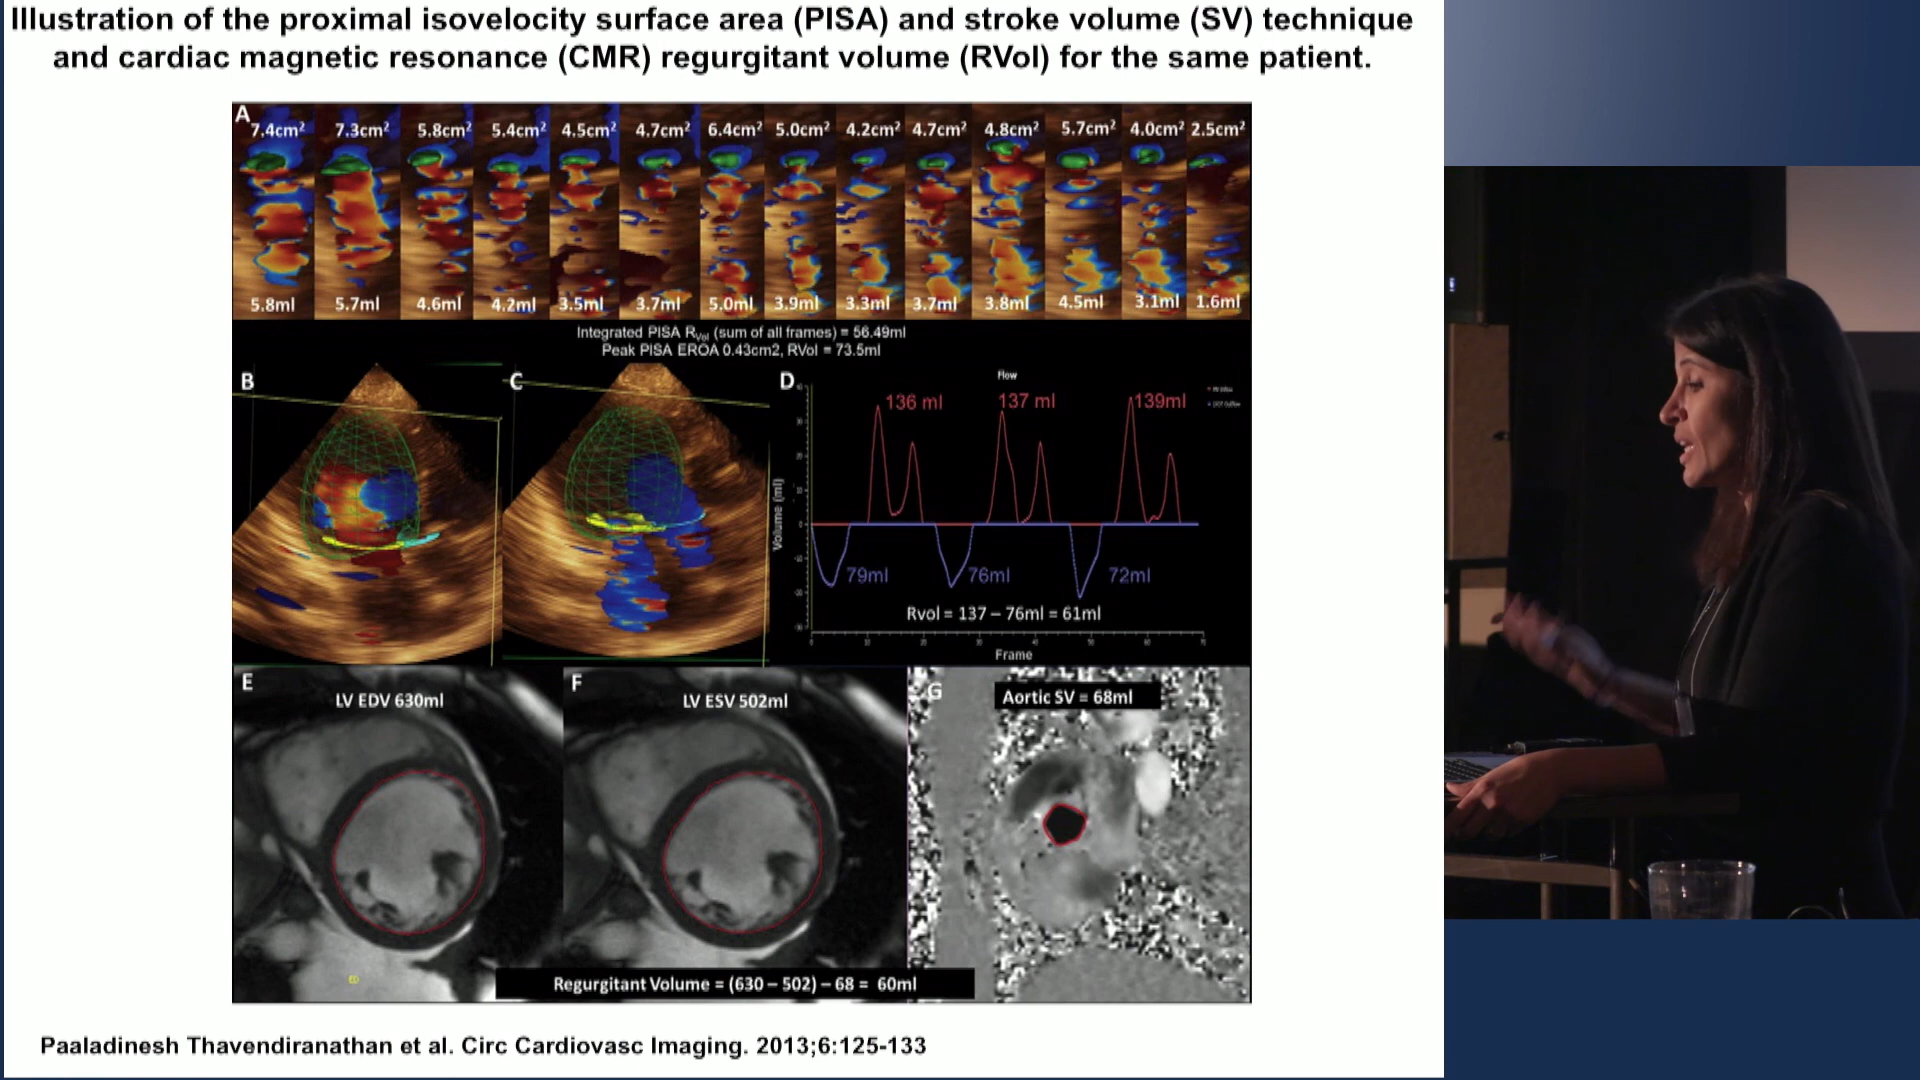 Illustration of the proximal isovelocity surface area (PISA) and stroke volume (SV) technique
and cardiac magnetic resonance (CMR) regurgitant volume (RVol) for the same patient.
A
7.4cm² 7.3cm² 5.8cm² 5.4cm² 4.5cm² 4.7cm² 6.4cm² 5.0cm² 4.2cm² 4.7cm² 4.8cm² 5.7cm² 4.0cm² 2.5cm²
5.8ml 5.7ml 4.6ml 4.2ml 3.5ml 3.7ml 5.0ml 3.9ml 3.3ml 3.7ml 3.8ml 4.5ml 3.1ml 1.6ml
Integrated PISA RVol (sum of all frames) = 56.49ml
Peak PISA EROA 0.43cm2, RVol = 73.5ml
B
C
D
Flow
136 ml 137 ml 139ml
Volume (ml)
79ml 76ml 72ml
Rvol = 137 – 76ml = 61ml
Frame
E
LV EDV 630ml
F
LV ESV 502ml
G
Aortic SV = 68ml
Regurgitant Volume = (630 – 502) – 68 = 60ml
Paaladinesh Thavendiranathan et al. Circ Cardiovasc Imaging. 2013;6:125-133